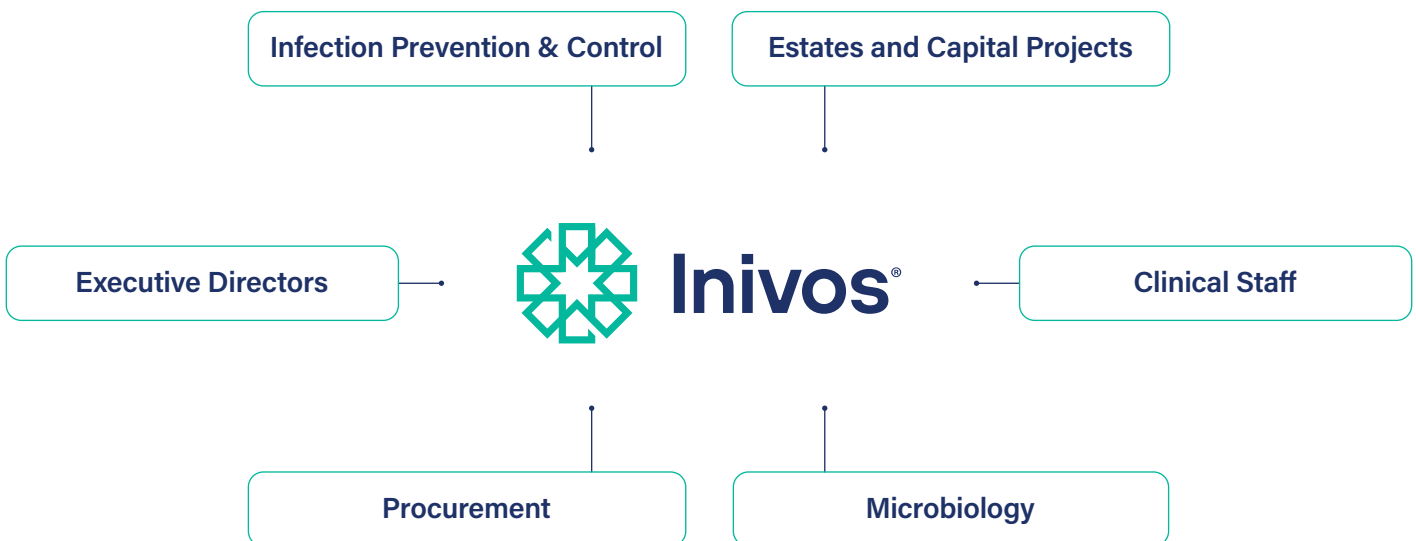 Infection Prevention & Control
Estates and Capital Projects
Executive Directors
Inivos®
Clinical Staff
Procurement
Microbiology